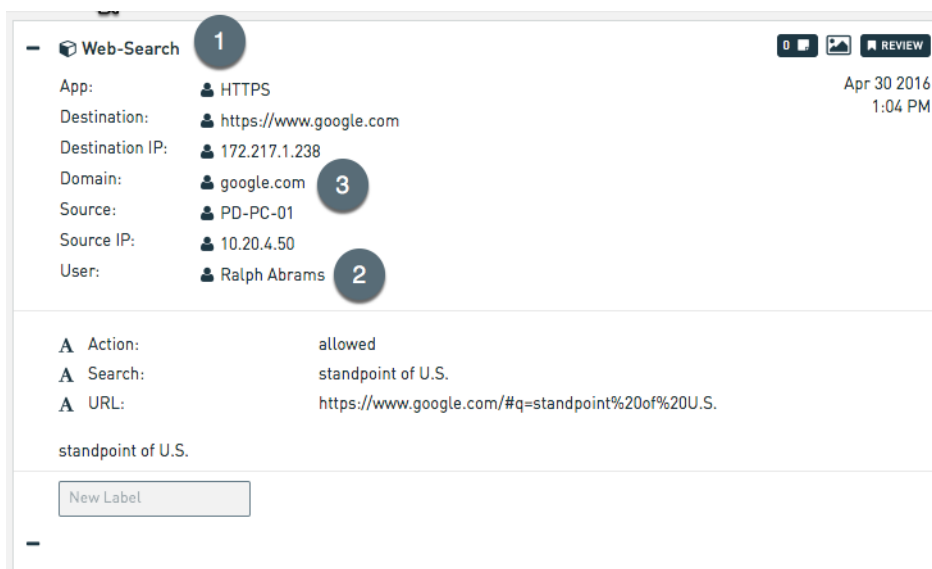 Web-Search 1 0 REVIEW
App: HTTPS Apr 30 2016
Destination: https://www.google.com 1:04 PM
Destination IP: 172.217.1.238
Domain: google.com 3
Source: PD-PC-01
Source IP: 10.20.4.50
User: Ralph Abrams 2
A Action: allowed
A Search: standpoint of U.S.
A URL: https://www.google.com/#q=standpoint%20of%20U.S.
standpoint of U.S.
New Label